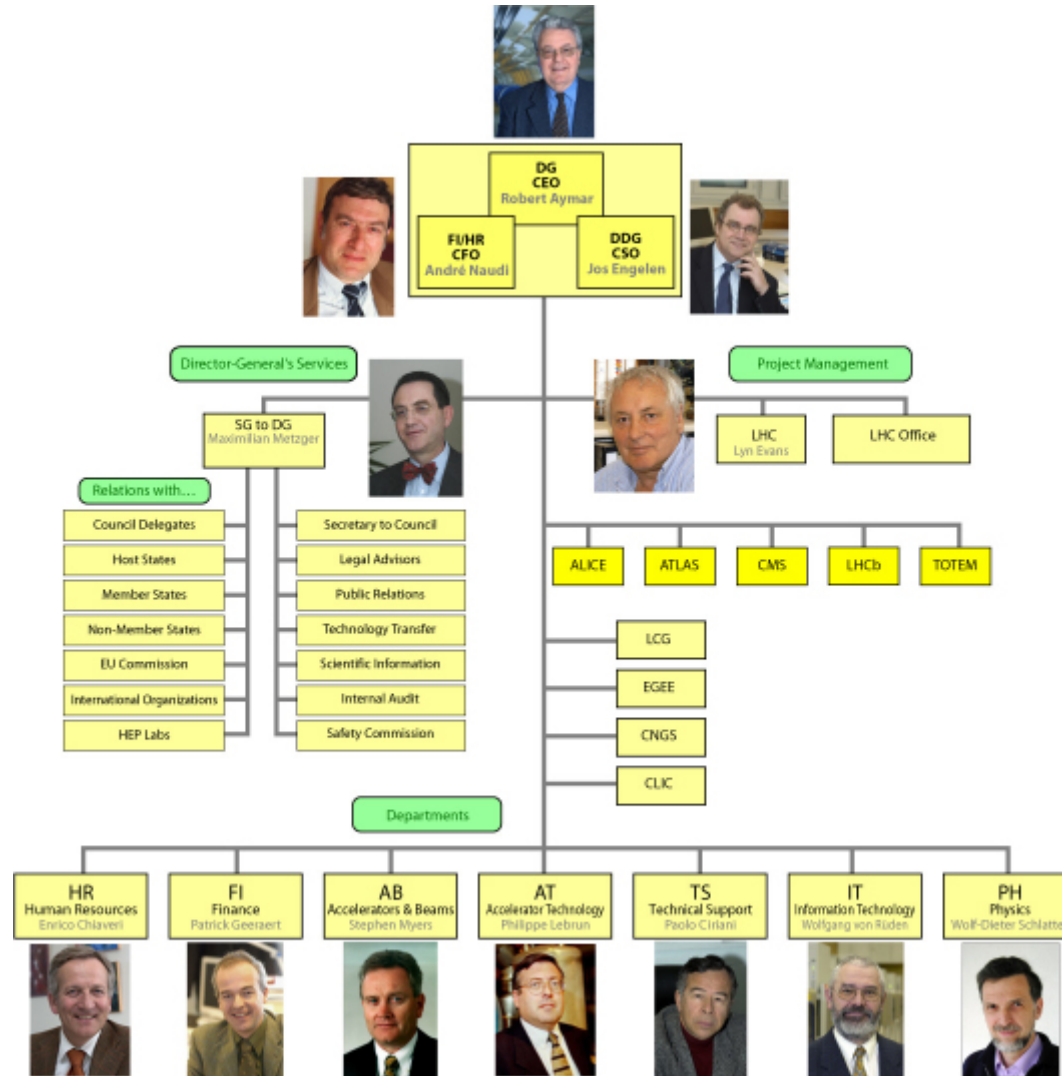 DG
CEO
Robert Aymar
FI/HR
CFO
André Naudi
DDG
CSO
Jos Engelen
Director-General's Services
Project Management
SG to DG
Maximilian Metzger
LHC
Lyn Evans
LHC Office
Relations with...
Council Delegates
Host States
Member States
Non-Member States
EU Commission
International Organizations
HEP Labs
Secretary to Council
Legal Advisors
Public Relations
Technology Transfer
Scientific Information
Internal Audit
Safety Commission
ALICE
ATLAS
CMS
LHCb
TOTEM
LCG
EGEE
CNGS
CLIC
Departments
HR
Human Resources
Enrico Chiaveri
FI
Finance
Patrick Geeraert
AB
Accelerators & Beams
Stephen Myers
AT
Accelerator Technology
Philippe Lebrun
TS
Technical Support
Paolo Ciriani
IT
Information Technology
Wolfgang von Rüden
PH
Physics
Wolf-Dieter Schlatte